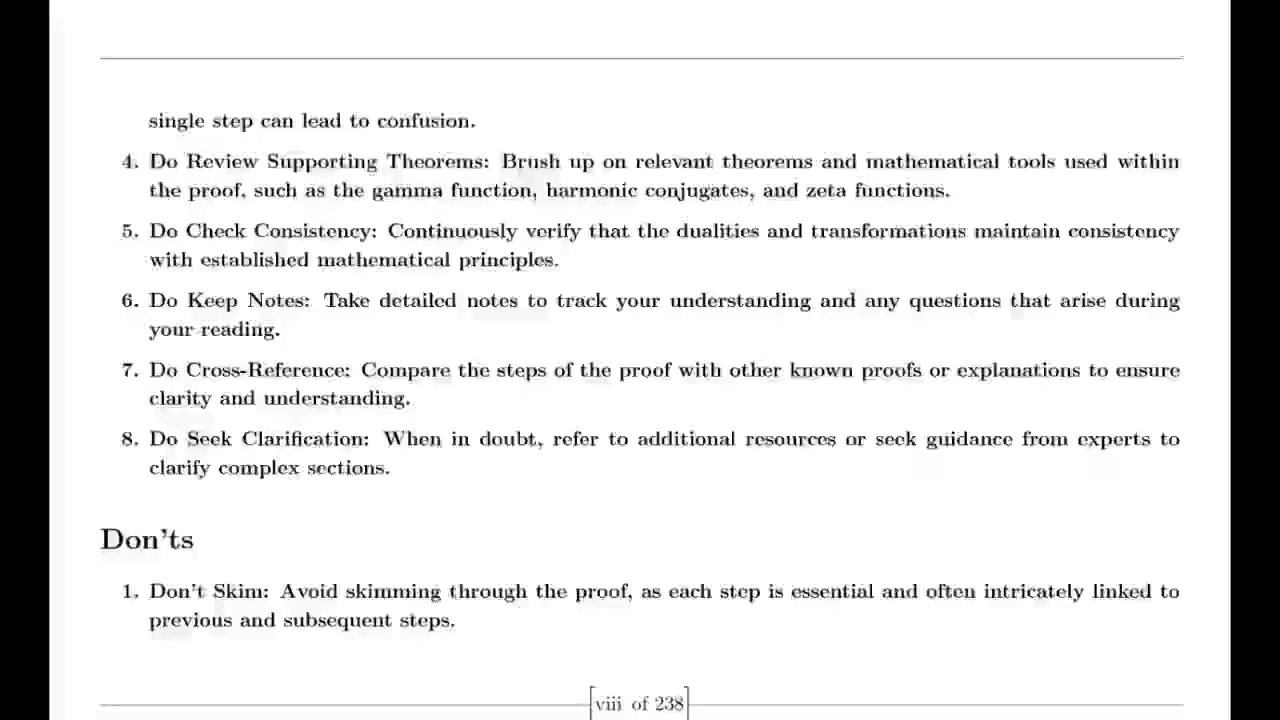 single step can lead to confusion.
4. Do Review Supporting Theorems: Brush up on relevant theorems and mathematical tools used within
the proof, such as the gamma function, harmonic conjugates, and zeta functions.
5. Do Check Consistency: Continuously verify that the dualities and transformations maintain consistency
with established mathematical principles.
6. Do Keep Notes: Take detailed notes to track your understanding and any questions that arise during
your reading.
7. Do Cross-Reference: Compare the steps of the proof with other known proofs or explanations to ensure
clarity and understanding.
8. Do Seek Clarification: When in doubt, refer to additional resources or seek guidance from experts to
clarify complex sections.
Don'ts
1. Don't Skim: Avoid skimming through the proof, as each step is essential and often intricately linked to
previous and subsequent steps.
[viii of 238]